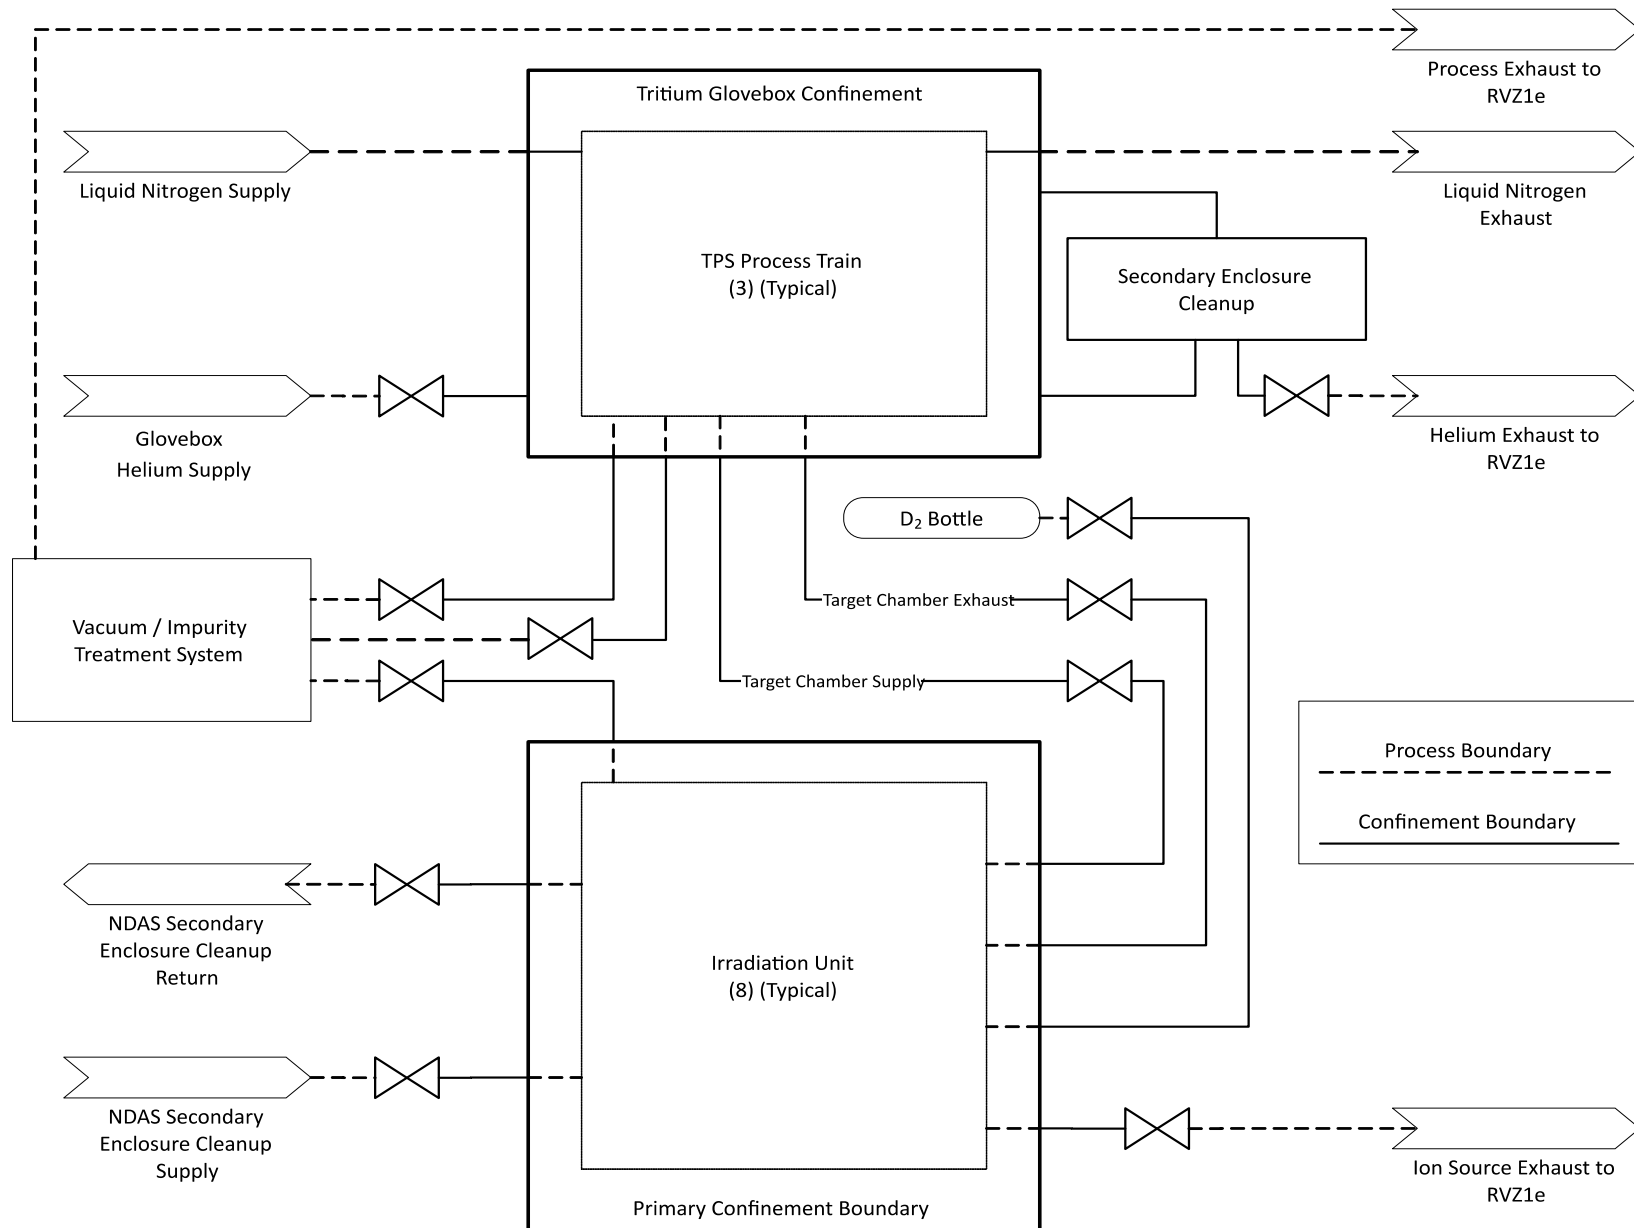 Process Exhaust to
RVZ1e
Tritium Glovebox Confinement
Liquid Nitrogen Supply
Liquid Nitrogen
Exhaust
TPS Process Train
(3) (Typical)
Secondary Enclosure
Cleanup
Glovebox
Helium Supply
Helium Exhaust to
RVZ1e
D₂ Bottle
Target Chamber Exhaust
Vacuum / Impurity
Treatment System
Target Chamber Supply
Process Boundary
Confinement Boundary
NDAS Secondary
Enclosure Cleanup
Return
Irradiation Unit
(8) (Typical)
NDAS Secondary
Enclosure Cleanup
Supply
Ion Source Exhaust to
RVZ1e
Primary Confinement Boundary